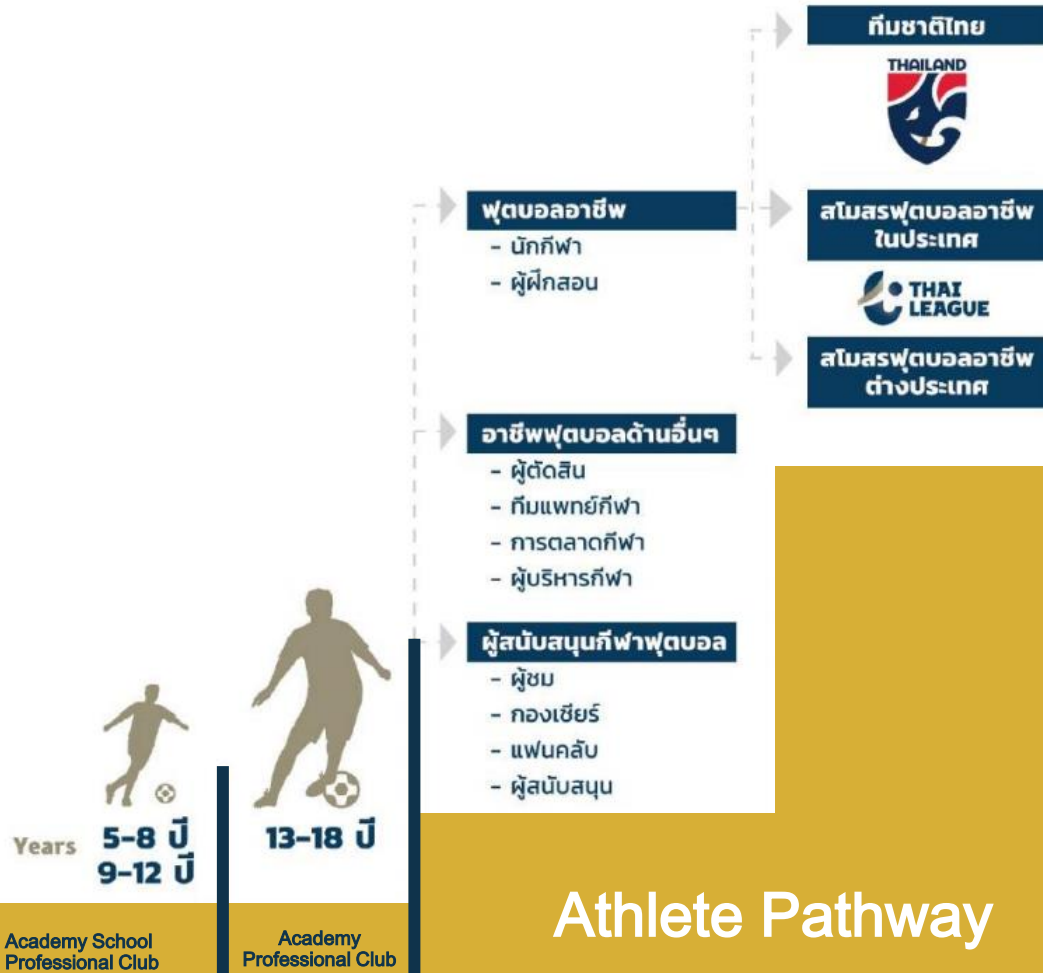 ทีมชาติไทย
THAILAND
ฟุตบอลอาชีพ
- นักกีฬา
- ผู้ฝึกสอน
สโมสรฟุตบอลอาชีพ
ในประเทศ
THAI
LEAGUE
สโมสรฟุตบอลอาชีพ
ต่างประเทศ
อาชีพฟุตบอลด้านอื่นๆ
- ผู้ตัดสิน
- ทีมแพทย์กีฬา
- การตลาดกีฬา
- ผู้บริหารกีฬา
ผู้สนับสนุนกีฬาฟุตบอล
- ผู้ชม
- กองเชียร์
- แฟนคลับ
- ผู้สนับสนุน
Years 5-8 ปี
9-12 ปี
13-18 ปี
Academy School
Professional Club
Academy
Professional Club
Athlete Pathway